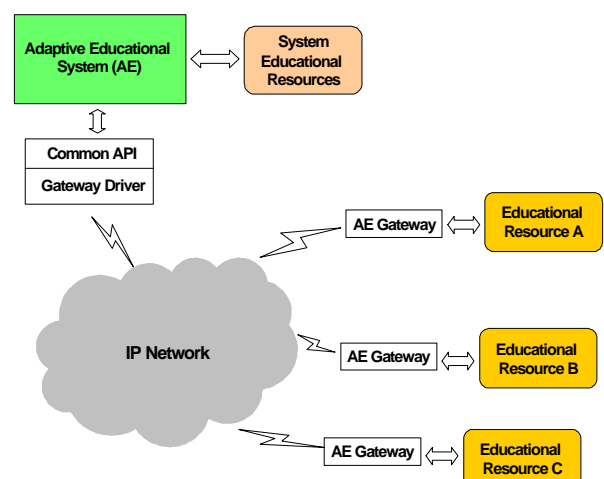 Adaptive Educational
System (AE)
System
Educational
Resources
Common API
Gateway Driver
AE Gateway
Educational
Resource A
IP Network
AE Gateway
Educational
Resource B
AE Gateway
Educational
Resource C